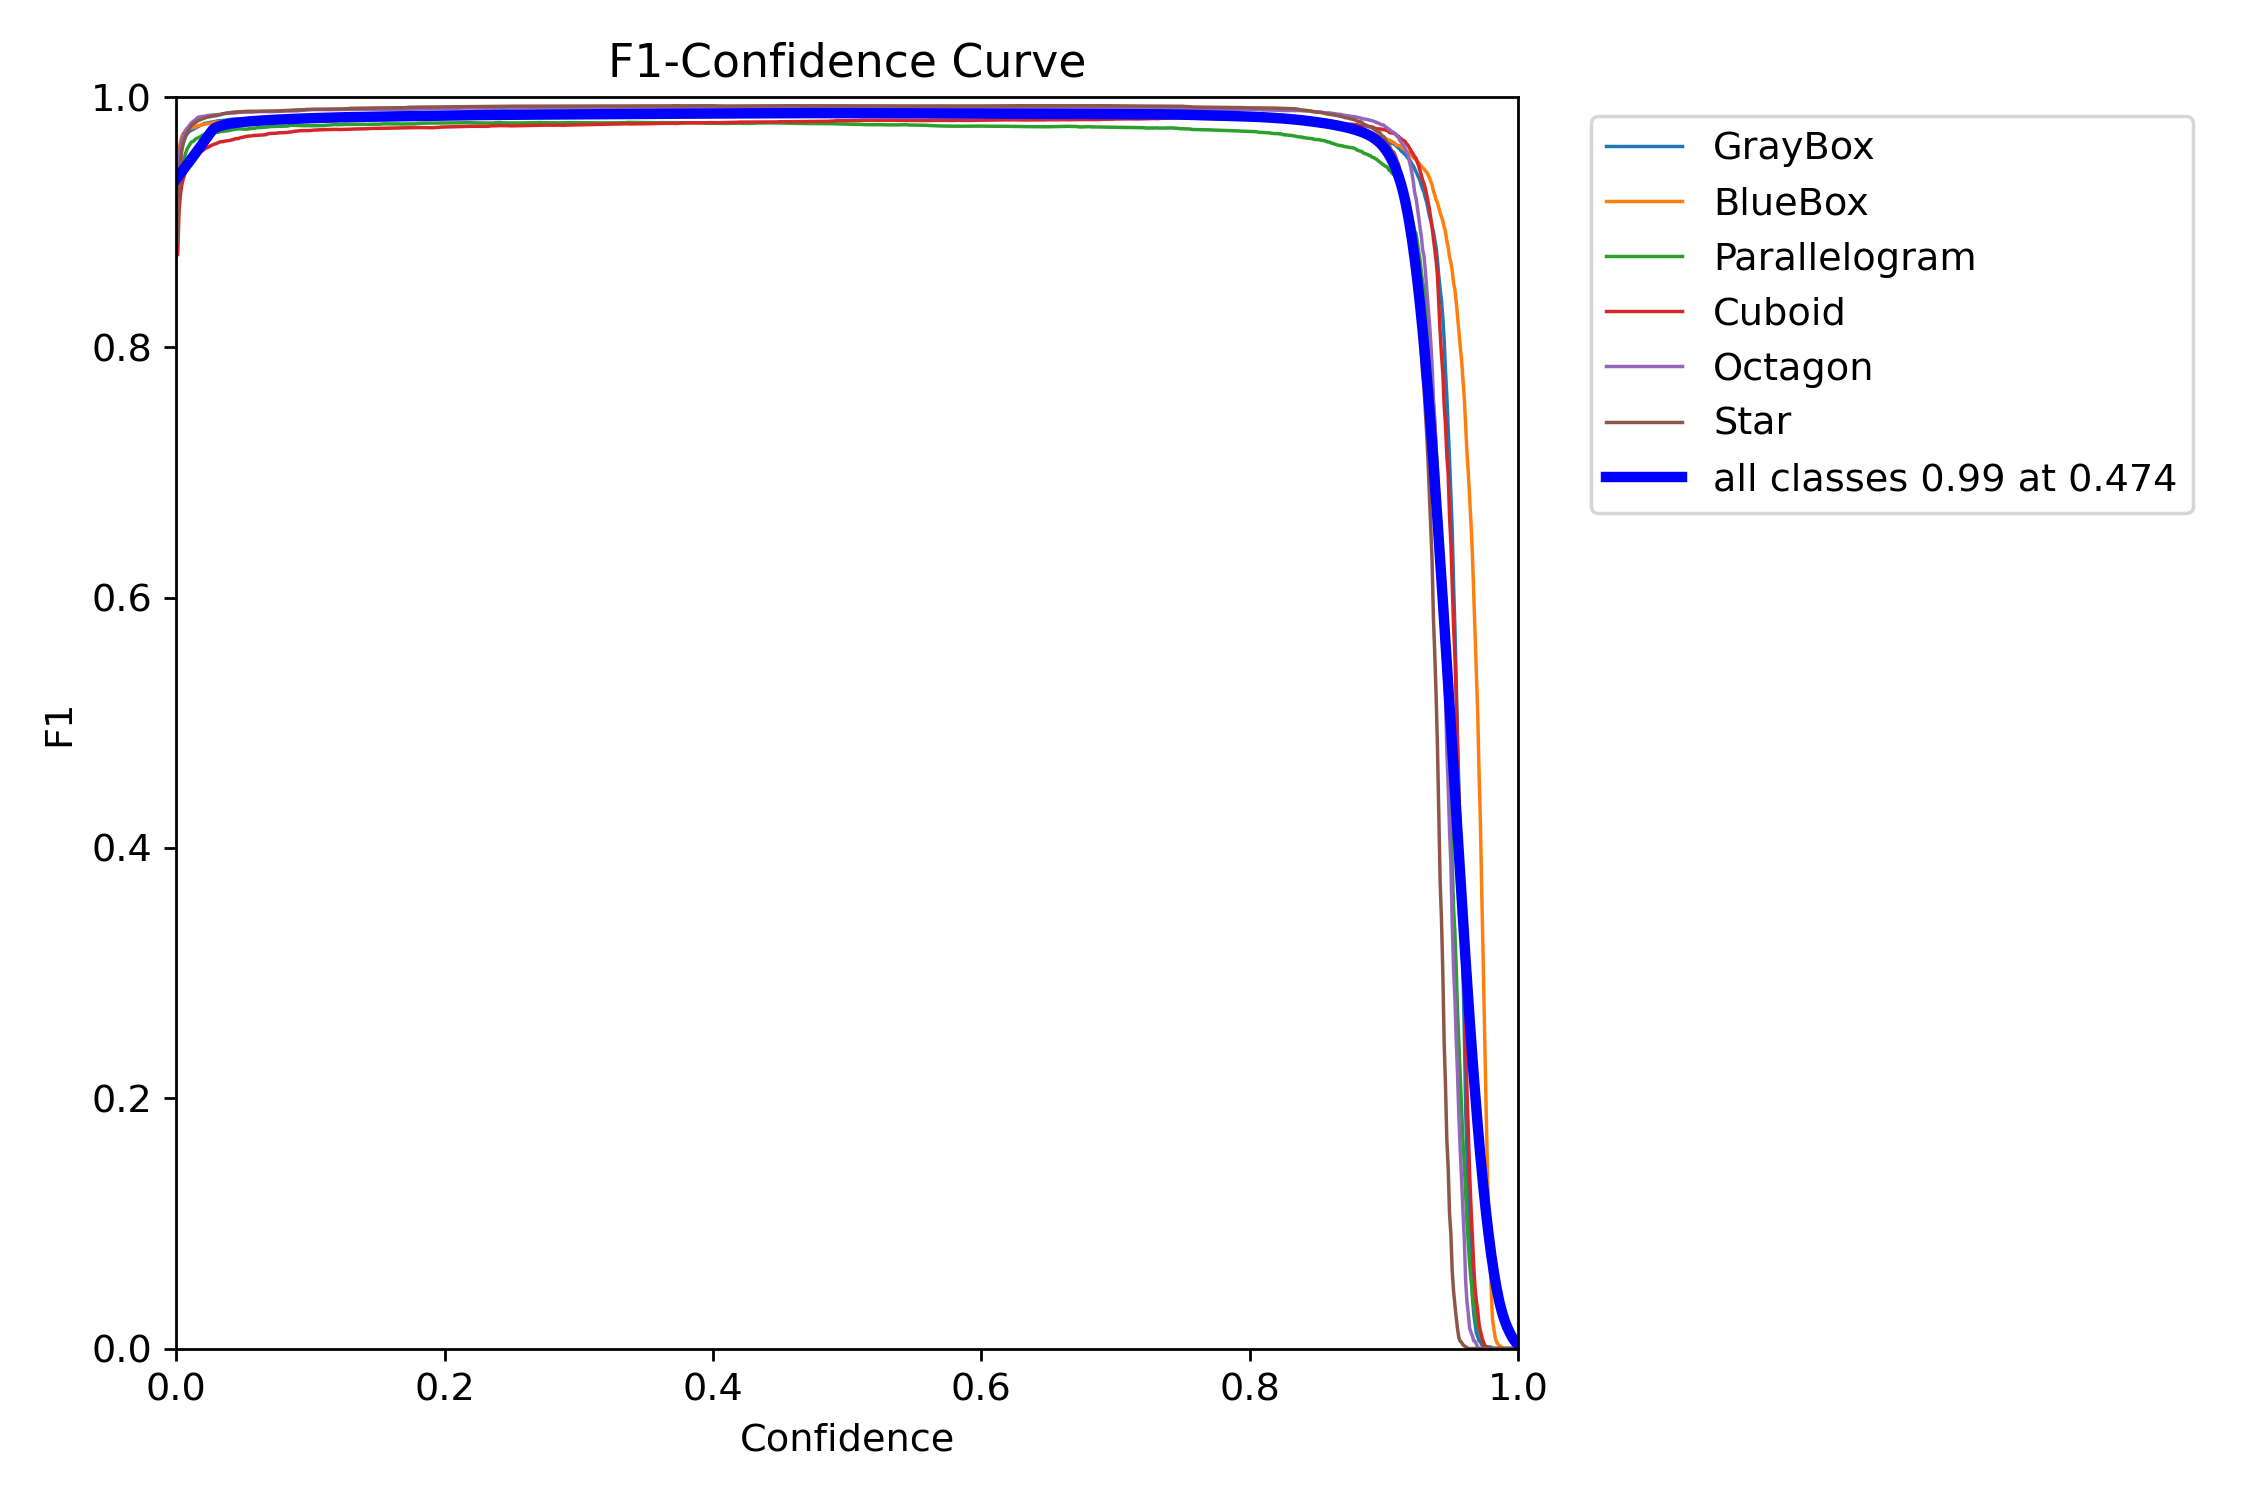 F1-Confidence Curve
1.0
0.8
0.6
0.4
0.2
0.0
F1
0.0 0.2 0.4 0.6 0.8 1.0
Confidence
GrayBox
BlueBox
Parallelogram
Cuboid
Octagon
Star
all classes 0.99 at 0.474